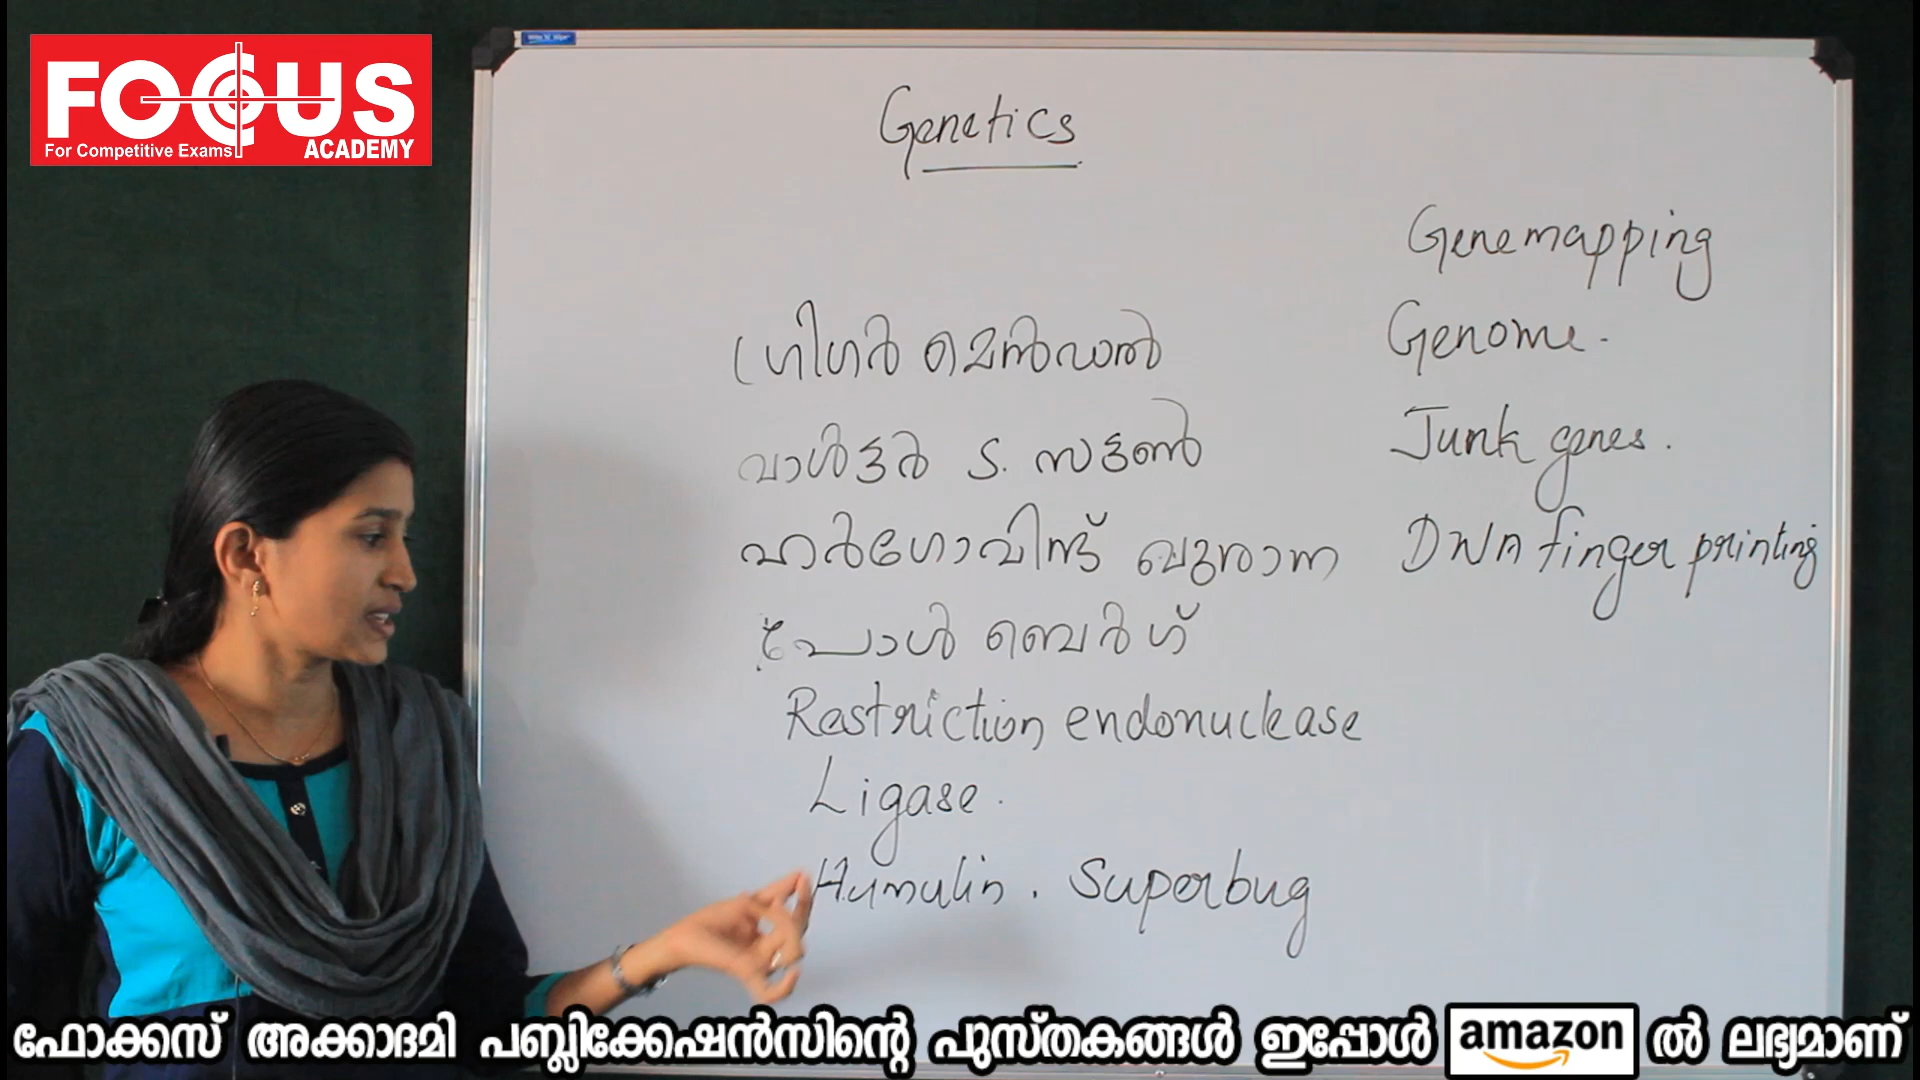 FOCUS
ACADEMY
For Competitive Exams
Genetics
ഗ്രിഗർ മെൻഡൽ
വാൾട്ടർ S. സട്ടൺ
ഹർഗോവിന്ദ് ഖുരാന
പോൾ ബെർഗ്
Restriction endonuclease
Ligase.
Humulin. Superbug
Genemapping
Genome.
Junk genes.
DNA finger printing
ഫോക്കസ് അക്കാദമി പബ്ലിക്കേഷൻസിന്റെ പുസ്തകങ്ങൾ ഇപ്പോൾ amazon ൽ ലഭ്യമാണ്